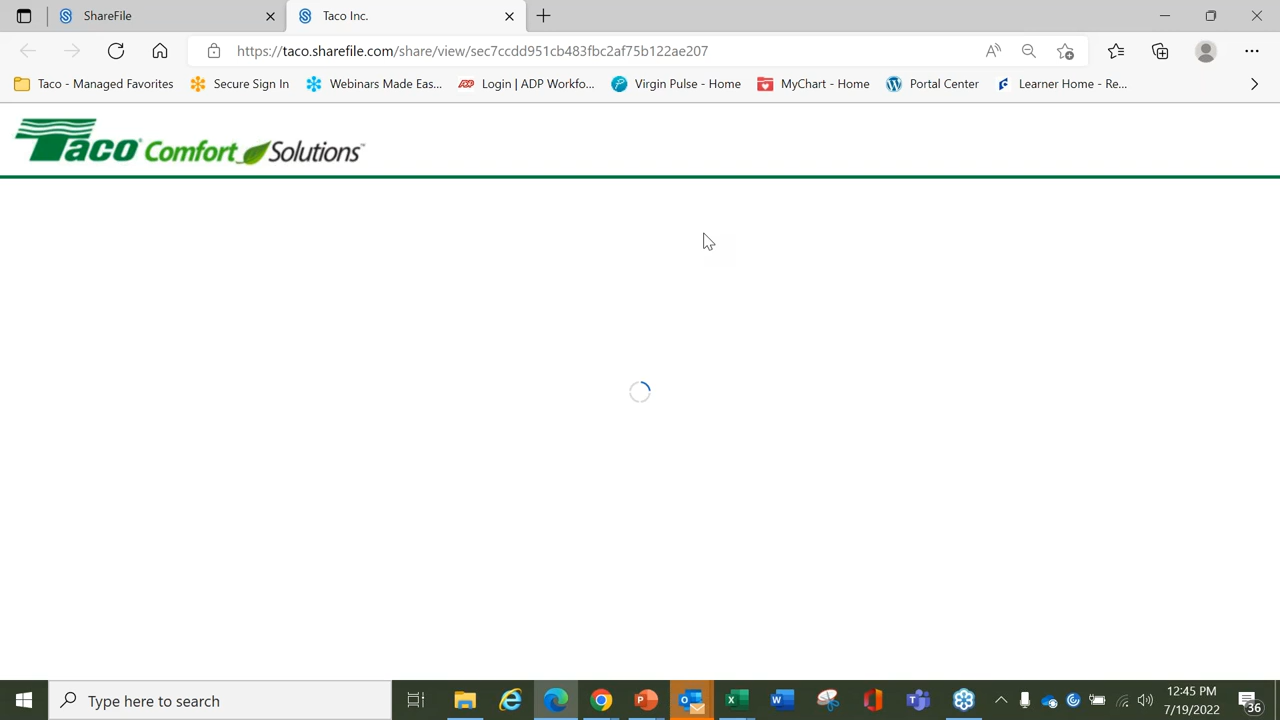 ShareFile
Taco Inc.
https://taco.sharefile.com/share/view/sec7ccdd951cb483fbc2af75b122ae207
Taco - Managed Favorites
Secure Sign In
Webinars Made Eas...
Login | ADP Workfo...
Virgin Pulse - Home
MyChart - Home
Portal Center
Learner Home - Re...
Taco Comfort Solutions™
Type here to search
12:45 PM
7/19/2022
36